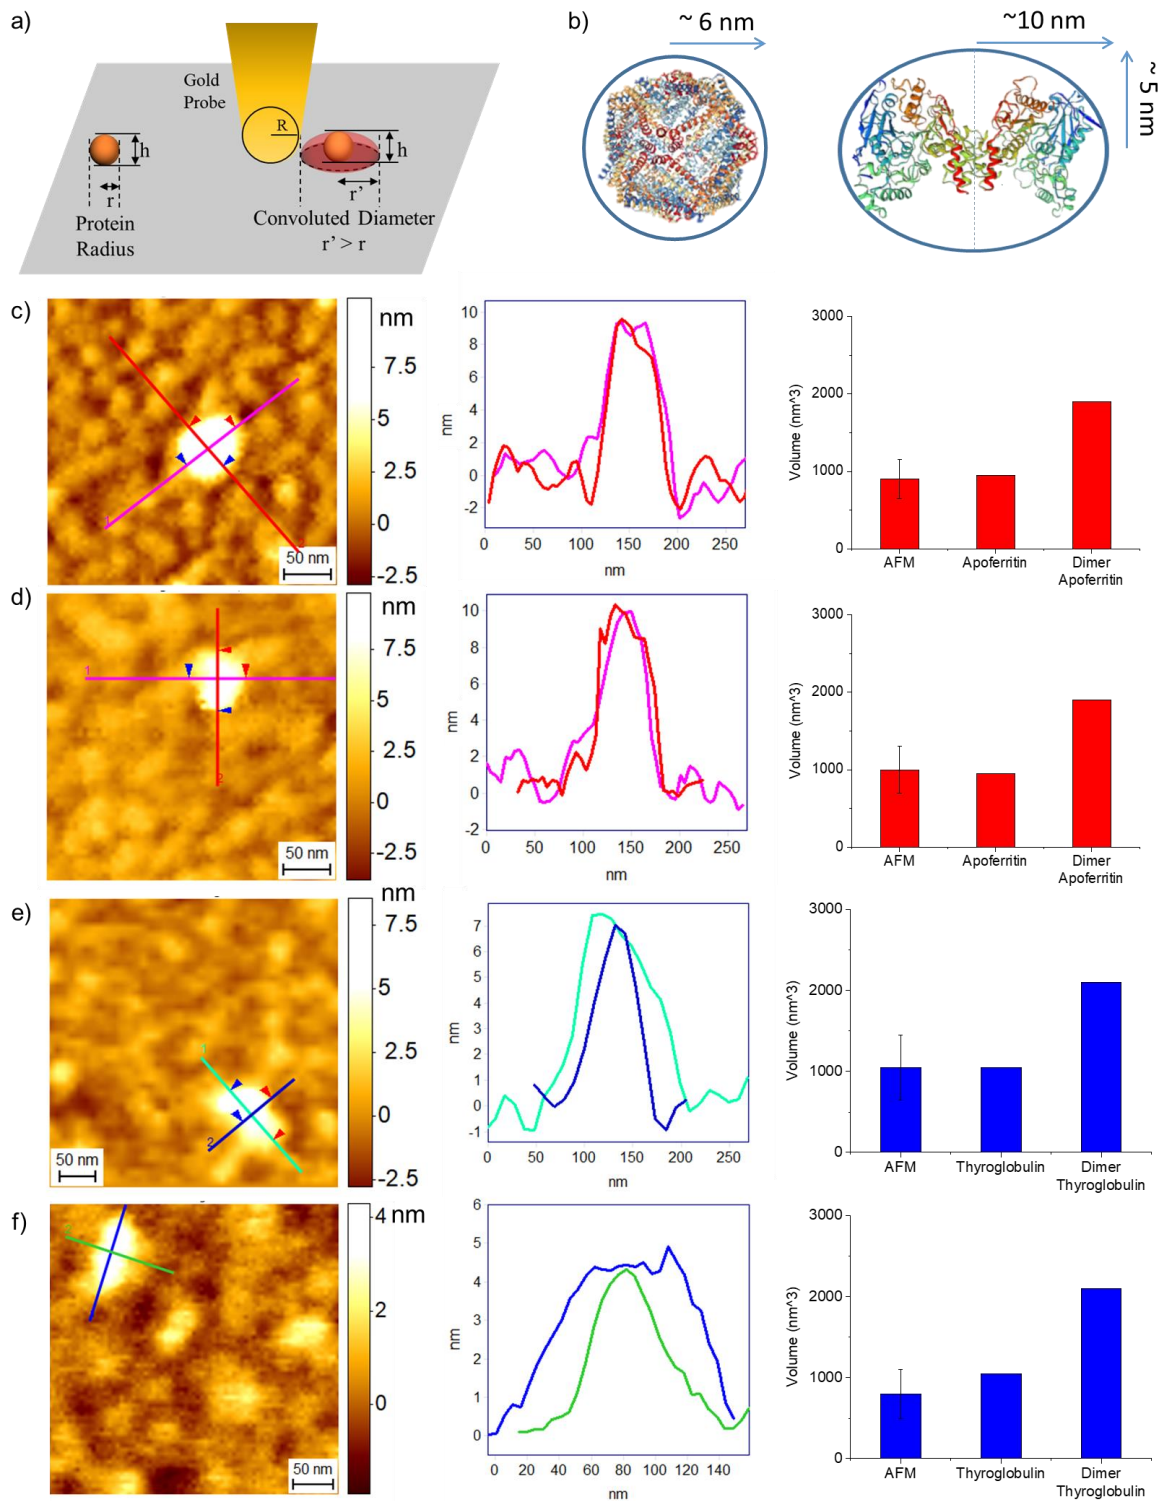 a)
Gold
Probe
R
h
h
r
r'
Protein
Radius
Convoluted Diameter
r' > r
b)
~ 6 nm
~10 nm
~ 5 nm
c)
1
2
50 nm
nm
7.5
5
2.5
0
-2.5
10
8
6
4
2
0
-2
nm
0 50 100 150 200 250
nm
3000
2000
1000
0
Volume (nm^3)
AFM Apoferritin Dimer
Apoferritin
d)
1
2
50 nm
nm
7.5
5
2.5
0
-2.5
10
8
6
4
2
0
-2
nm
0 50 100 150 200 250
nm
3000
2000
1000
0
Volume (nm^3)
AFM Apoferritin Dimer
Apoferritin
e)
1
2
50 nm
nm
7.5
5
2.5
0
-2.5
7
6
5
4
3
2
1
0
-1
nm
0 50 100 150 200 250
nm
3000
2000
1000
0
Volume (nm^3)
AFM Thyroglobulin Dimer
Thyroglobulin
f)
50 nm
4 nm
2
0
6
5
4
3
2
1
0
nm
0 20 40 60 80 100 120 140
nm
3000
2000
1000
0
Volume (nm^3)
AFM Thyroglobulin Dimer
Thyroglobulin